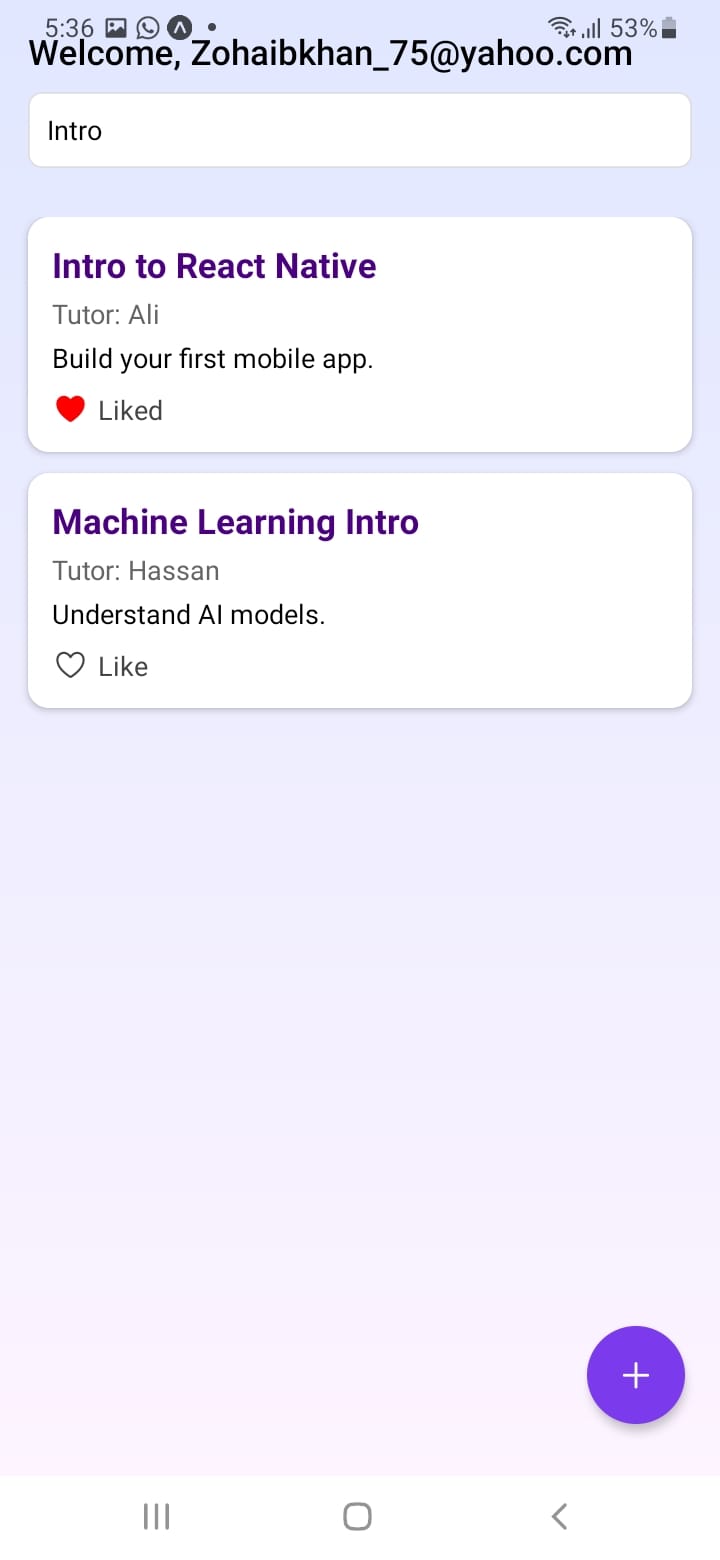 5:36 53%
Welcome, Zohaibkhan_75@yahoo.com
Intro
Intro to React Native
Tutor: Ali
Build your first mobile app.
Liked
Machine Learning Intro
Tutor: Hassan
Understand AI models.
Like
+